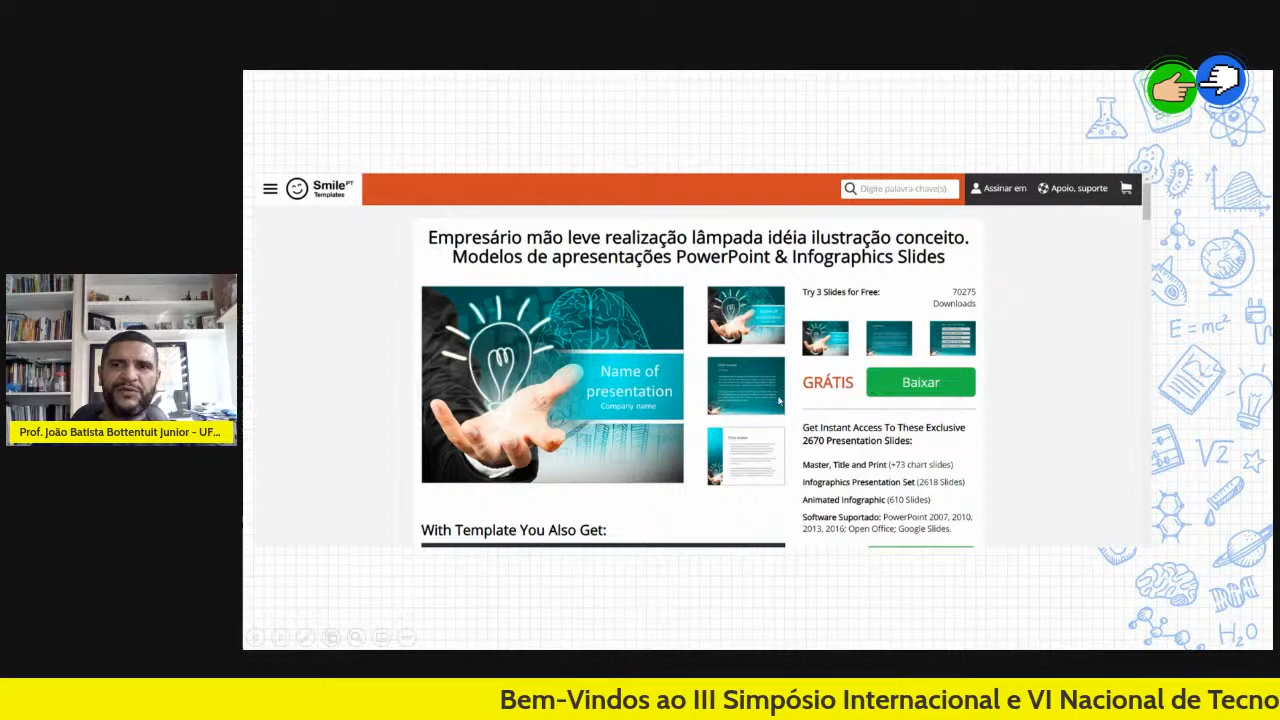 Smile PT
Templates
Digite palavra-chave(s)
Assinar em
Apoio, suporte
Empresário mão leve realização lâmpada idéia ilustração conceito.
Modelos de apresentações PowerPoint & Infographics Slides
Name of
presentation
Company name
Try 3 Slides for Free:
70275
Downloads
GRÁTIS
Baixar
Get Instant Access To These Exclusive
2670 Presentation Slides:
Master, Title and Print (+73 chart slides)
Infographics Presentation Set (2618 Slides)
Animated Infographic (610 Slides)
Software Suportado: PowerPoint 2007, 2010,
2013, 2016; Open Office; Google Slides.
With Template You Also Get:
E=mc²
√2
H₂O
Prof. João Batista Bottentuit Junior - UF...
Bem-Vindos ao III Simpósio Internacional e VI Nacional de Tecno